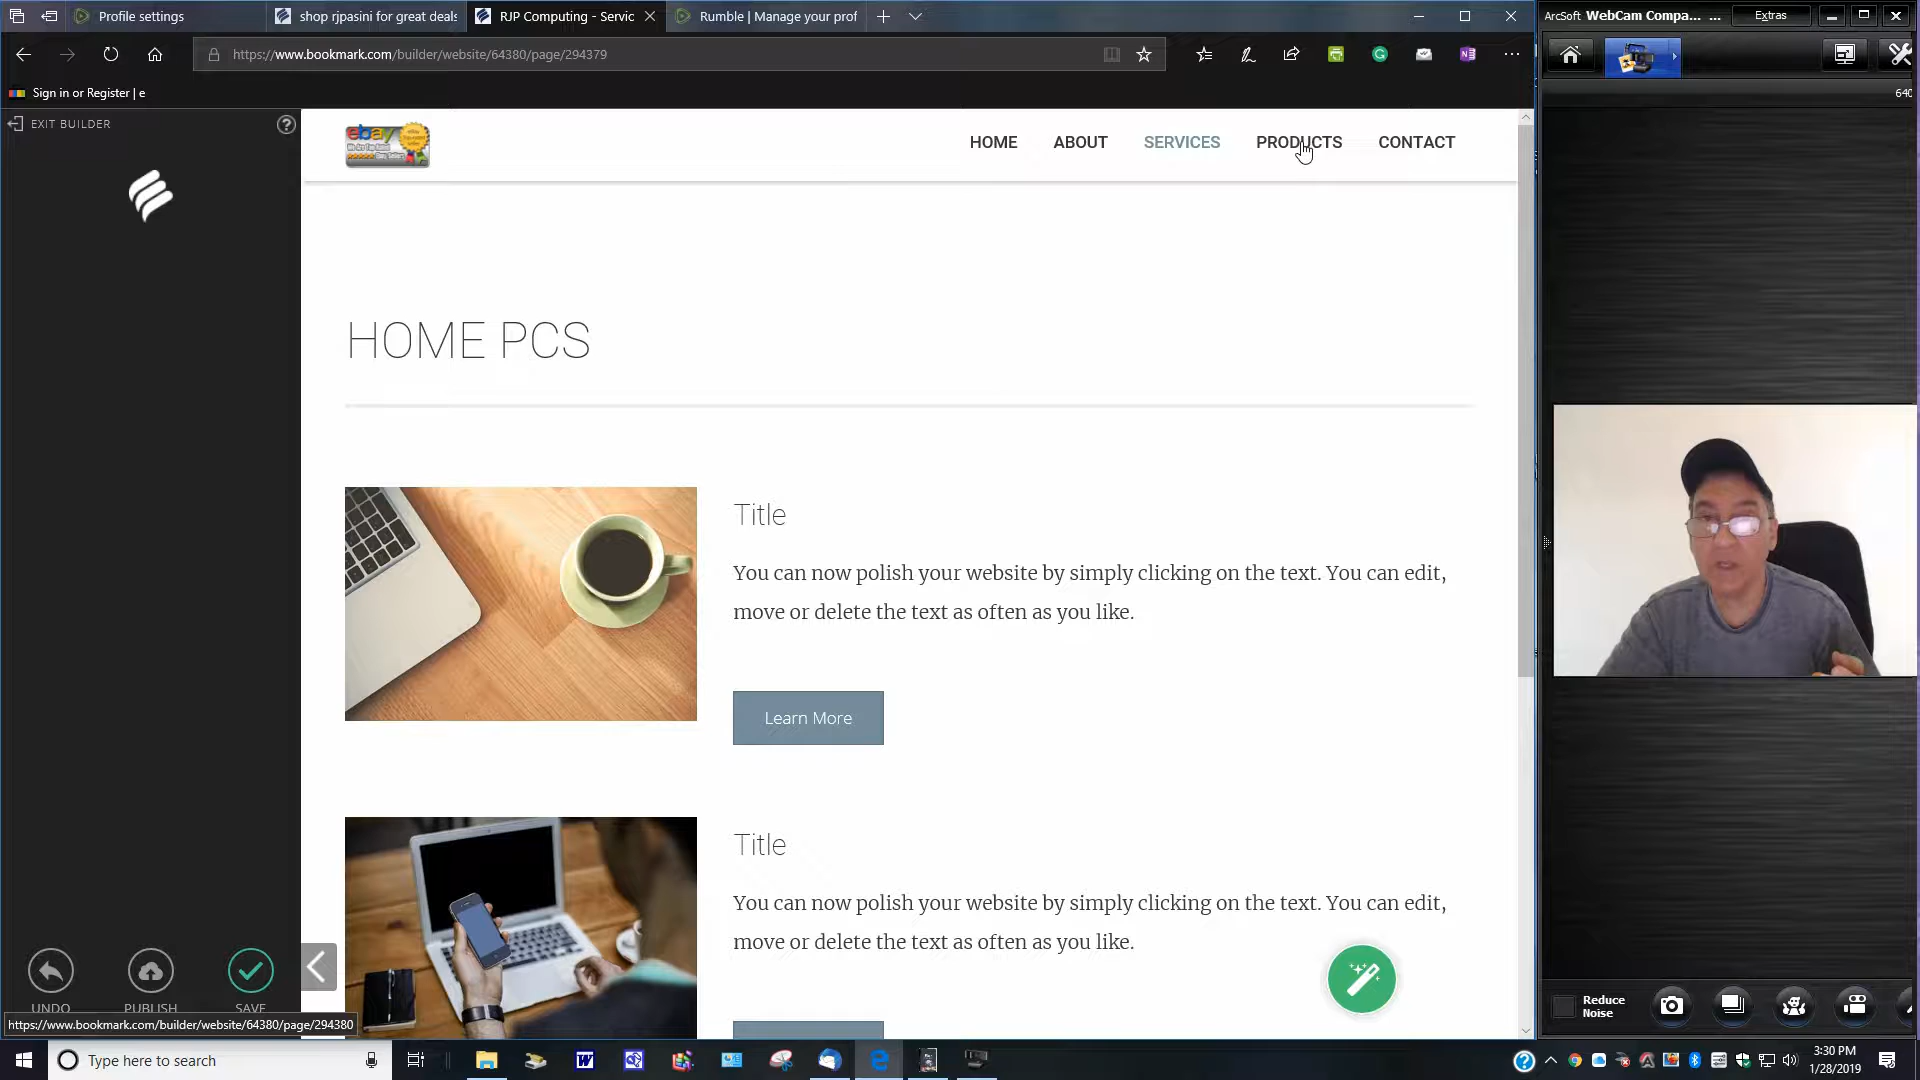 Profile settings
shop rjpasini for great deals
RJP Computing - Servic
Rumble | Manage your prof
https://www.bookmark.com/builder/website/64380/page/294379
Sign in or Register | e
EXIT BUILDER
ebay
HOME
ABOUT
SERVICES
PRODUCTS
CONTACT
HOME PCS
Title
You can now polish your website by simply clicking on the text. You can edit,
move or delete the text as often as you like.
Learn More
Title
You can now polish your website by simply clicking on the text. You can edit,
move or delete the text as often as you like.
UNDO
PUBLISH
SAVE
https://www.bookmark.com/builder/website/64380/page/294380
Type here to search
ArcSoft WebCam Compa... ...
Extras
640
Reduce
Noise
3:30 PM
1/28/2019